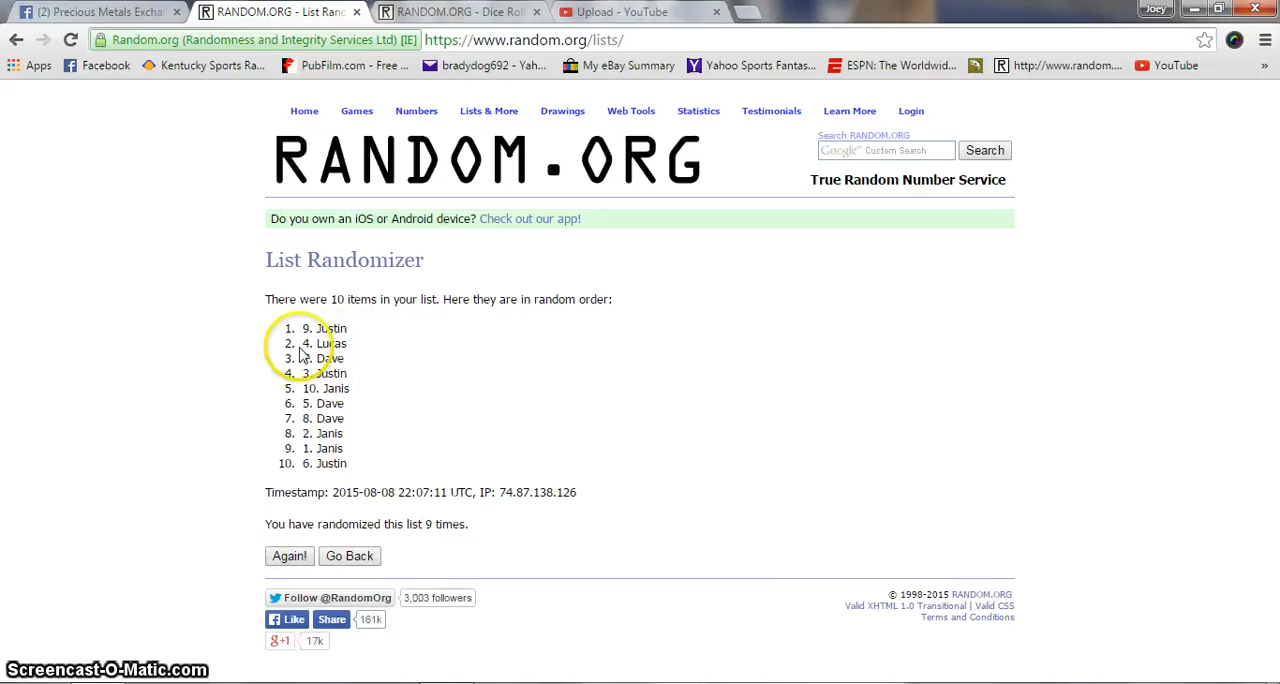 (2) Precious Metals Excha
RANDOM.ORG - List Rand
RANDOM.ORG - Dice Roll
Upload - YouTube
Joey
Random.org (Randomness and Integrity Services Ltd) [IE]
https://www.random.org/lists/
Apps
Facebook
Kentucky Sports Ra...
PubFilm.com - Free ...
bradydog692 - Yah...
My eBay Summary
Yahoo Sports Fantas...
ESPN: The Worldwid...
http://www.random....
YouTube
»
Home
Games
Numbers
Lists & More
Drawings
Web Tools
Statistics
Testimonials
Learn More
Login
RANDOM.ORG
Search RANDOM.ORG
Google™ Custom Search
Search
True Random Number Service
Do you own an iOS or Android device? Check out our app!
List Randomizer
There were 10 items in your list. Here they are in random order:
1. 9. Justin
2. 4. Lucas
3. Dave
4. 3. Justin
5. 10. Janis
6. 5. Dave
7. 8. Dave
8. 2. Janis
9. 1. Janis
10. 6. Justin
Timestamp: 2015-08-08 22:07:11 UTC, IP: 74.87.138.126
You have randomized this list 9 times.
Again!
Go Back
Follow @RandomOrg
3,003 followers
Like
Share
161k
g+1
17k
© 1998-2015 RANDOM.ORG
Valid XHTML 1.0 Transitional | Valid CSS
Terms and Conditions
Screencast-O-Matic.com